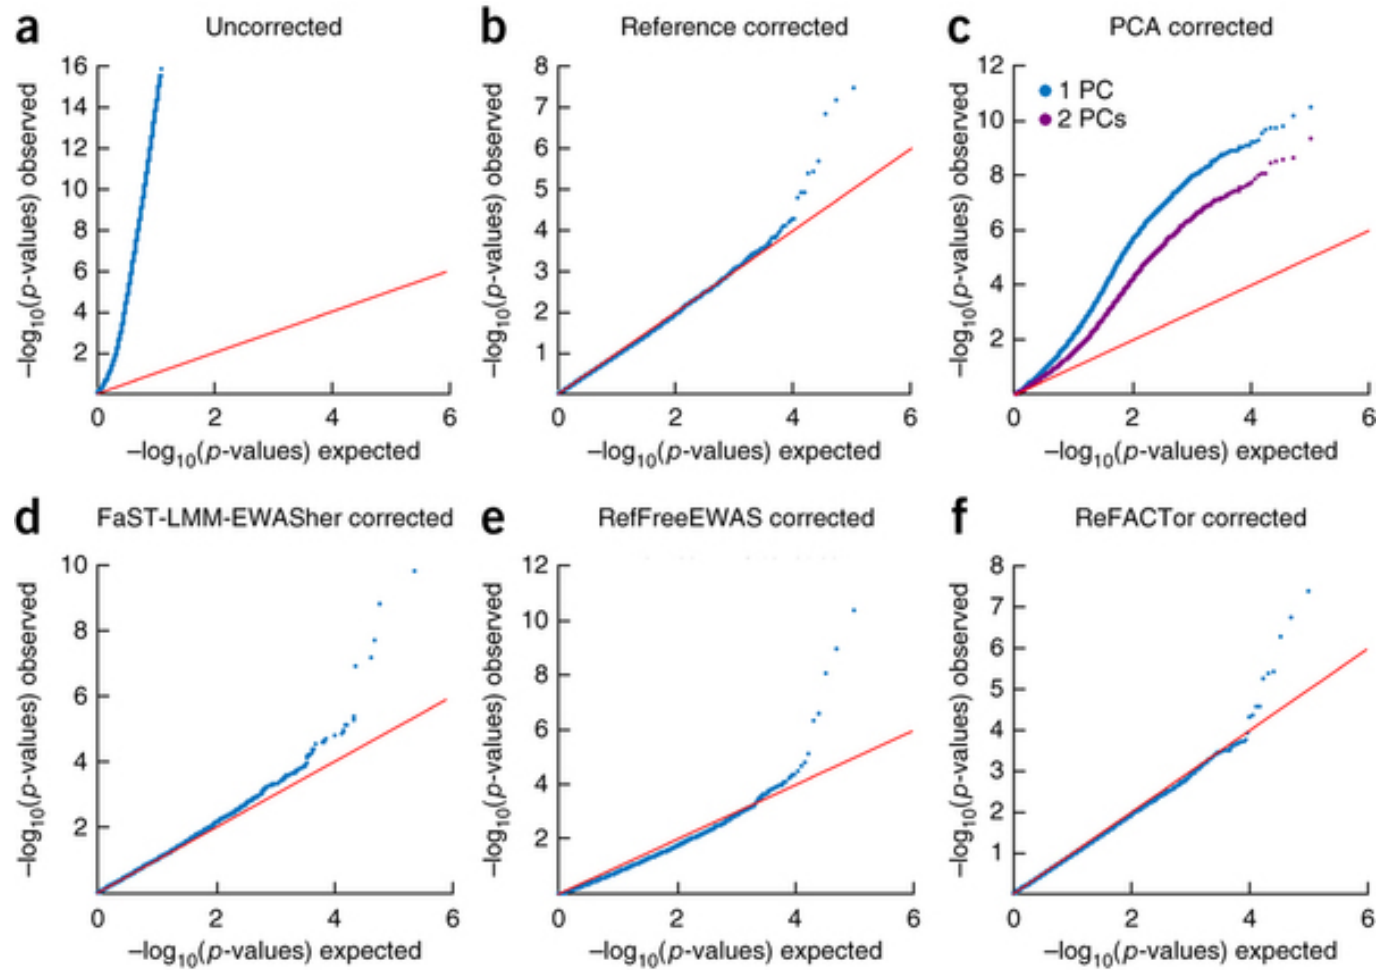 a Uncorrected
16
14
12
10
8
6
4
2
0 2 4 6
–log10(p-values) observed
–log10(p-values) expected
b Reference corrected
8
7
6
5
4
3
2
1
0 2 4 6
–log10(p-values) observed
–log10(p-values) expected
c PCA corrected
12
10
8
6
4
2
1 PC
2 PCs
0 2 4 6
–log10(p-values) observed
–log10(p-values) expected
d FaST-LMM-EWASher corrected
10
8
6
4
2
0 2 4 6
–log10(p-values) observed
–log10(p-values) expected
e RefFreeEWAS corrected
12
10
8
6
4
2
0 2 4 6
–log10(p-values) observed
–log10(p-values) expected
f ReFACTor corrected
8
7
6
5
4
3
2
1
0 2 4 6
–log10(p-values) observed
–log10(p-values) expected